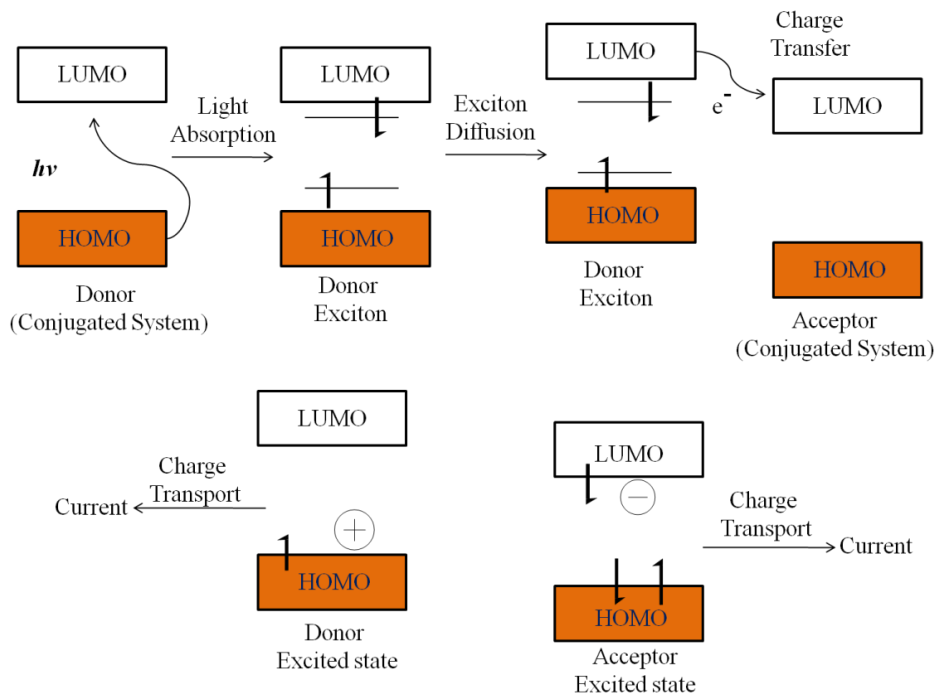 Charge
Transfer
LUMO
LUMO
LUMO
LUMO
Light
Absorption
Exciton
Diffusion
e-
hv
HOMO
HOMO
HOMO
HOMO
Donor
(Conjugated System)
Donor
Exciton
Donor
Exciton
Acceptor
(Conjugated System)
LUMO
LUMO
Charge
Transport
Current
+
−
Charge
Transport
Current
HOMO
HOMO
Donor
Excited state
Acceptor
Excited state